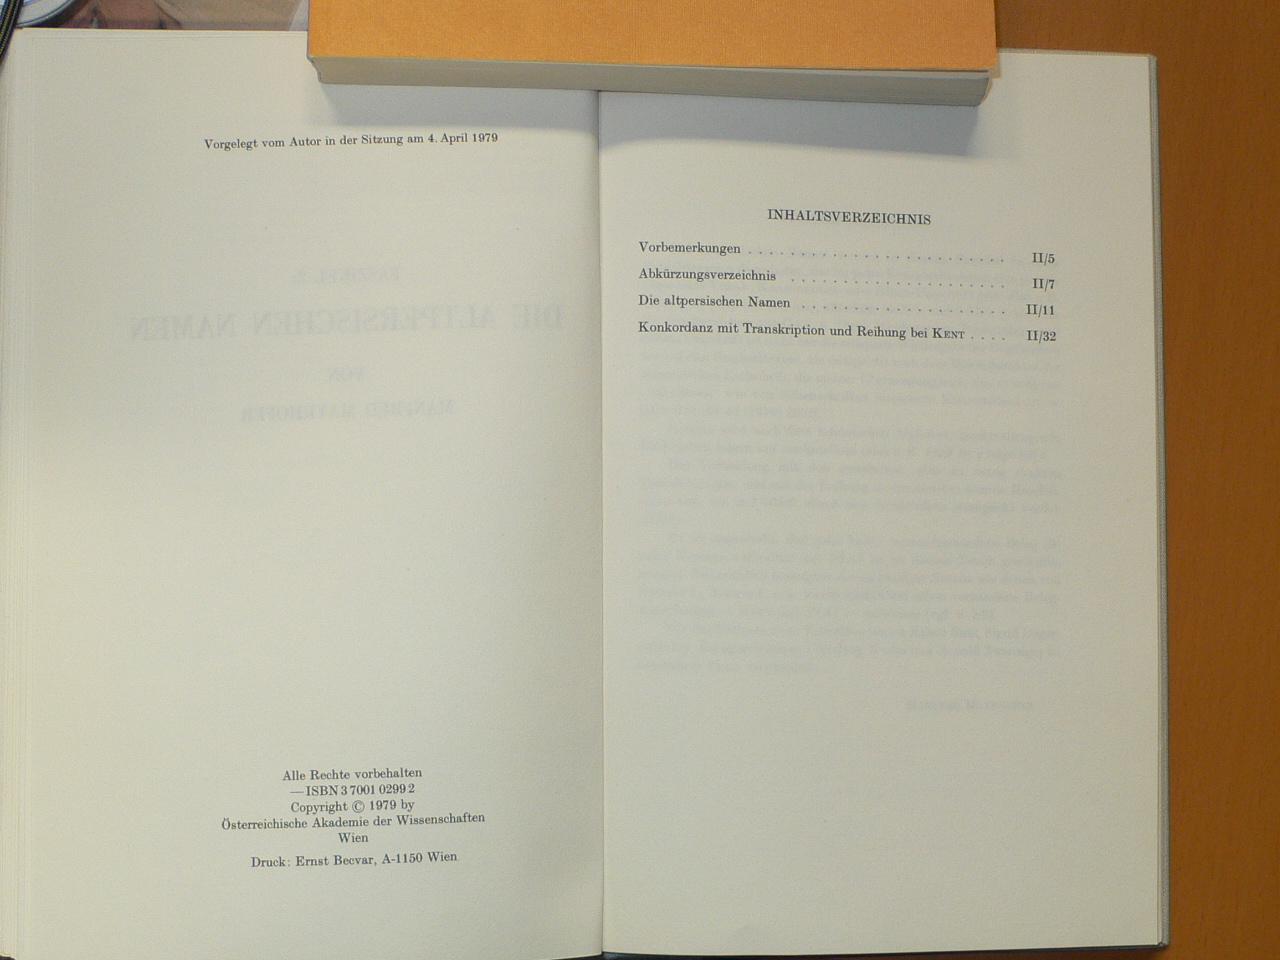 Vorgelegt vom Autor in der Sitzung am 4. April 1979
Alle Rechte vorbehalten
—ISBN 3 7001 0299 2
Copyright © 1979 by
Österreichische Akademie der Wissenschaften
Wien
Druck: Ernst Becvar, A-1150 Wien
INHALTSVERZEICHNIS
Vorbemerkungen . . . . . . . . . . . . . . . . . . . . . . . II/5
Abkürzungsverzeichnis . . . . . . . . . . . . . . . . . . . II/7
Die altpersischen Namen . . . . . . . . . . . . . . . . . . II/11
Konkordanz mit Transkription und Reihung bei KENT . . . . II/32